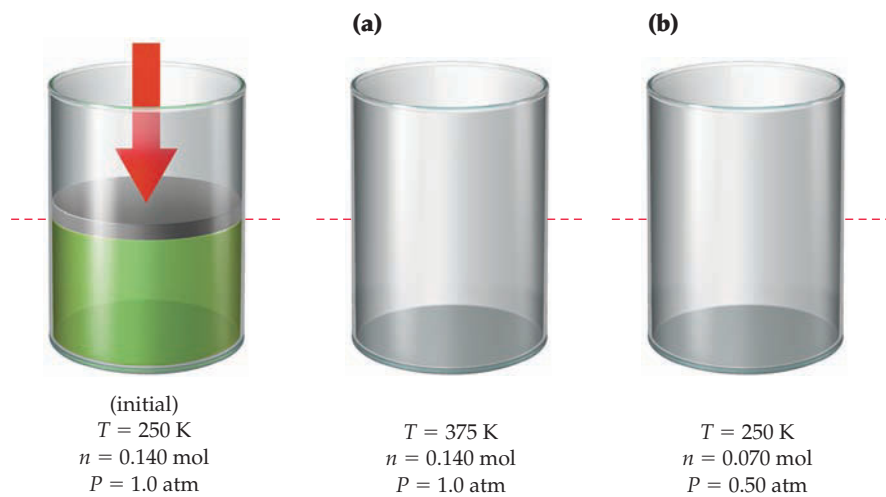 (a)
(b)
(initial)
T = 250 K
n = 0.140 mol
P = 1.0 atm
T = 375 K
n = 0.140 mol
P = 1.0 atm
T = 250 K
n = 0.070 mol
P = 0.50 atm